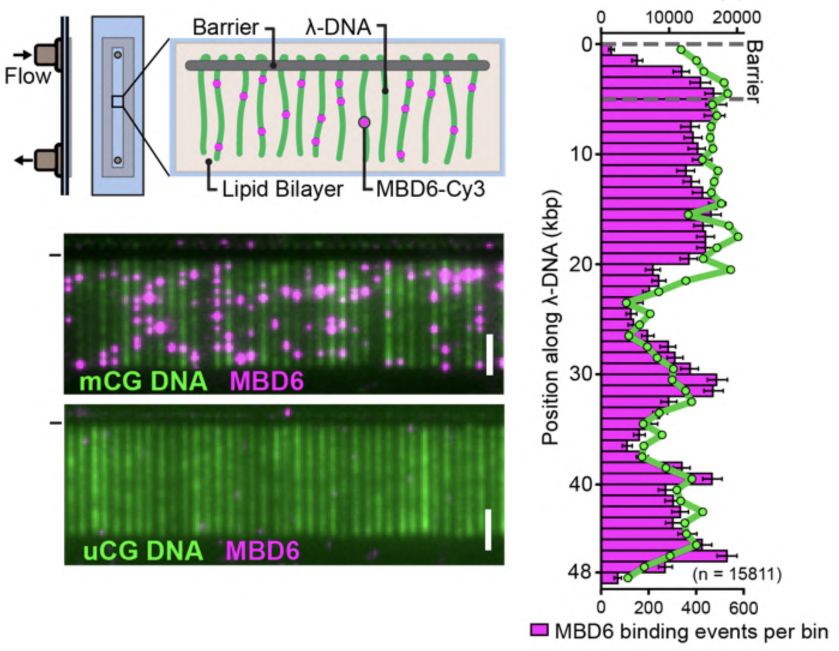 Barrier
λ-DNA
Flow
Lipid Bilayer
MBD6-Cy3
mCG DNA MBD6
uCG DNA MBD6
0 10000 20000
Barrier
Position along λ-DNA (kbp)
0
10
20
30
40
48
(n = 15811)
0 200 400 600
MBD6 binding events per bin